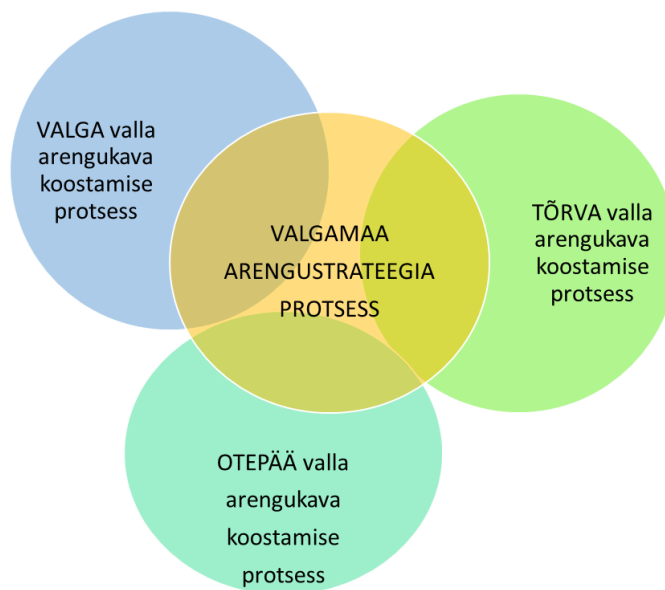 VALGA valla
arengukava
koostamise
protsess
VALGAMAA
ARENGUSTRATEEGIA
PROTSESS
TÕRVA valla
arengukava
koostamise
protsess
OTEPÄÄ valla
arengukava
koostamise
protsess